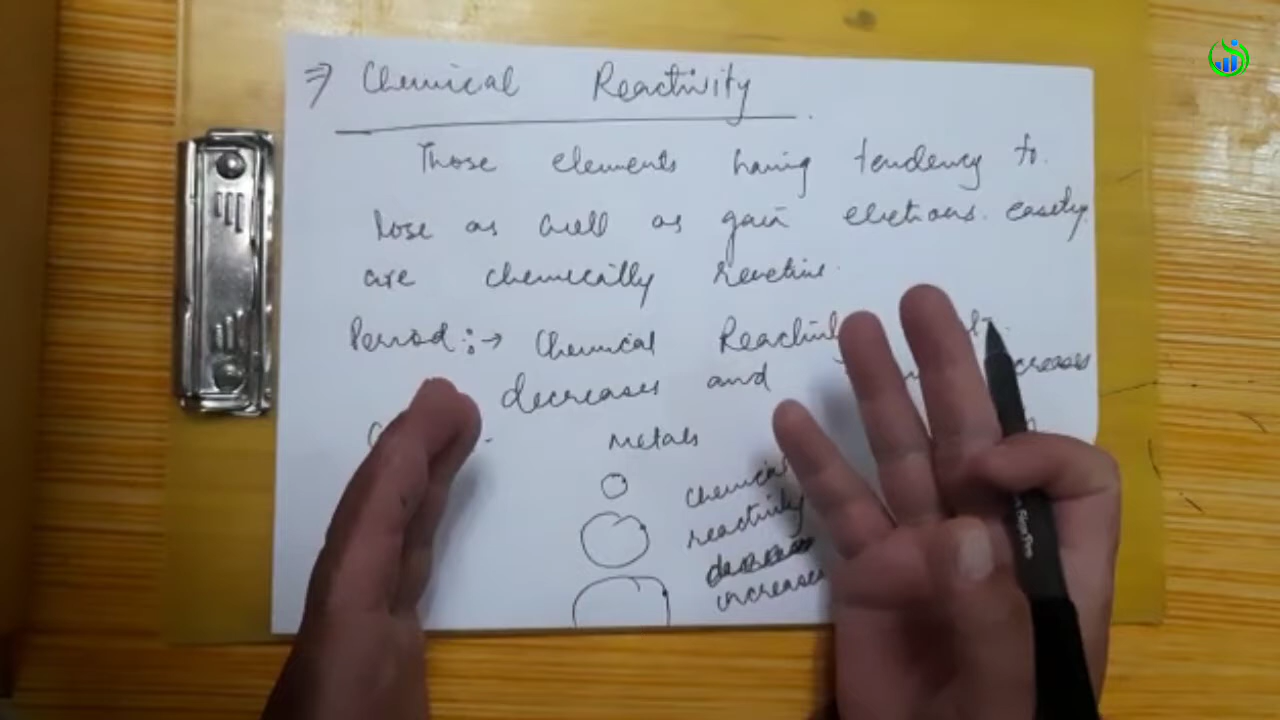 ⇒ Chemical Reactivity
Those elements having tendency to
lose as well as gain electrons. easily
are chemically reactive.
Period:→ Chemical
decreases and creases
metals
chemical
reactivity
increases